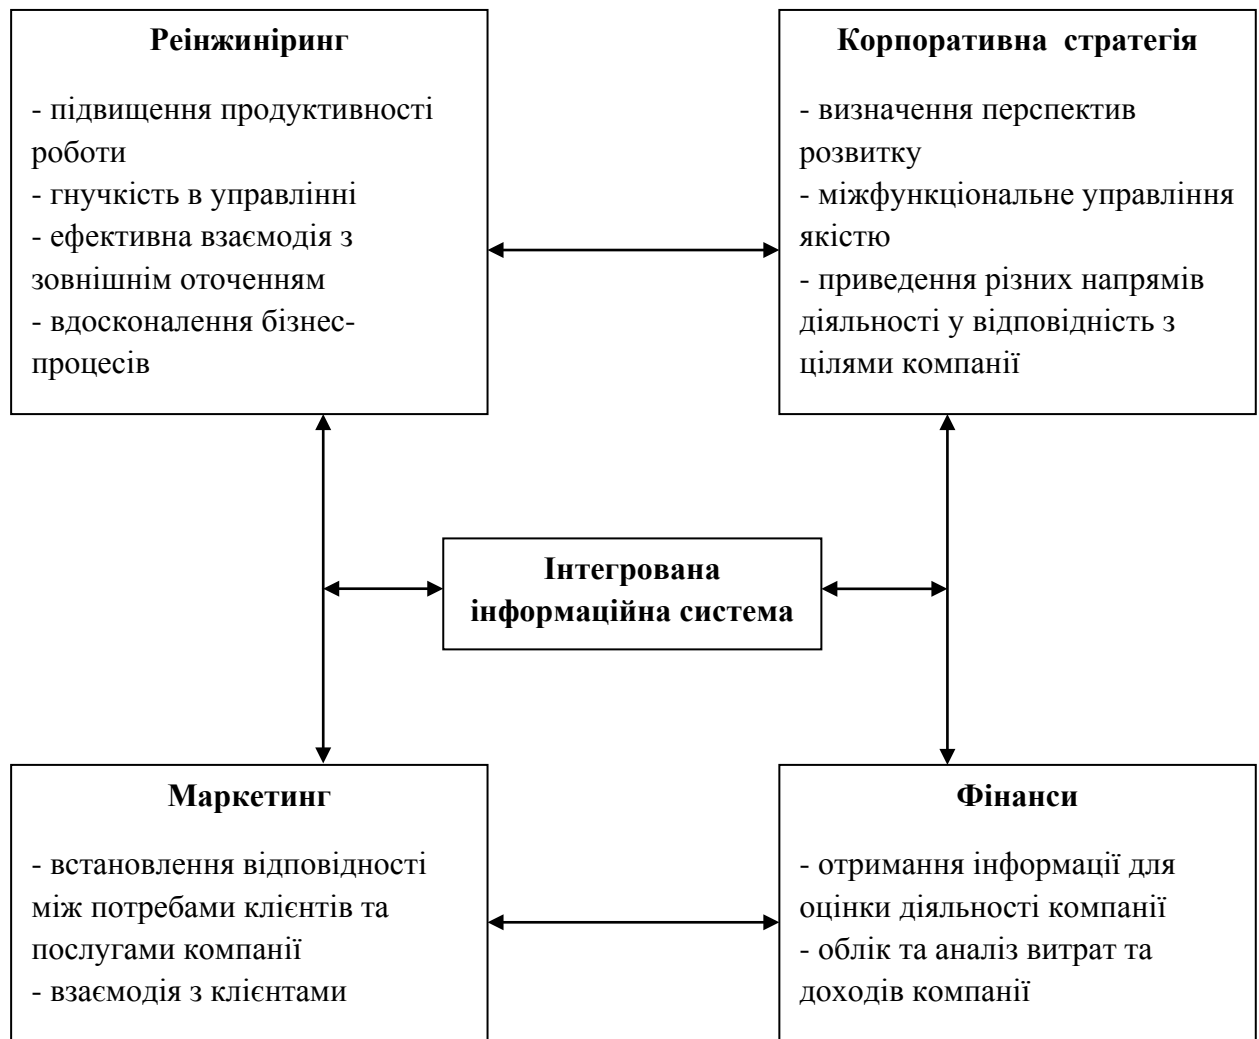 Реінжиніринг
- підвищення продуктивності
роботи
- гнучкість в управлінні
- ефективна взаємодія з
зовнішнім оточенням
- вдосконалення бізнес-
процесів
Корпоративна стратегія
- визначення перспектив
розвитку
- міжфункціональне управління
якістю
- приведення різних напрямів
діяльності у відповідність з
цілями компанії
Інтегрована
інформаційна система
Маркетинг
- встановлення відповідності
між потребами клієнтів та
послугами компанії
- взаємодія з клієнтами
Фінанси
- отримання інформації для
оцінки діяльності компанії
- облік та аналіз витрат та
доходів компанії